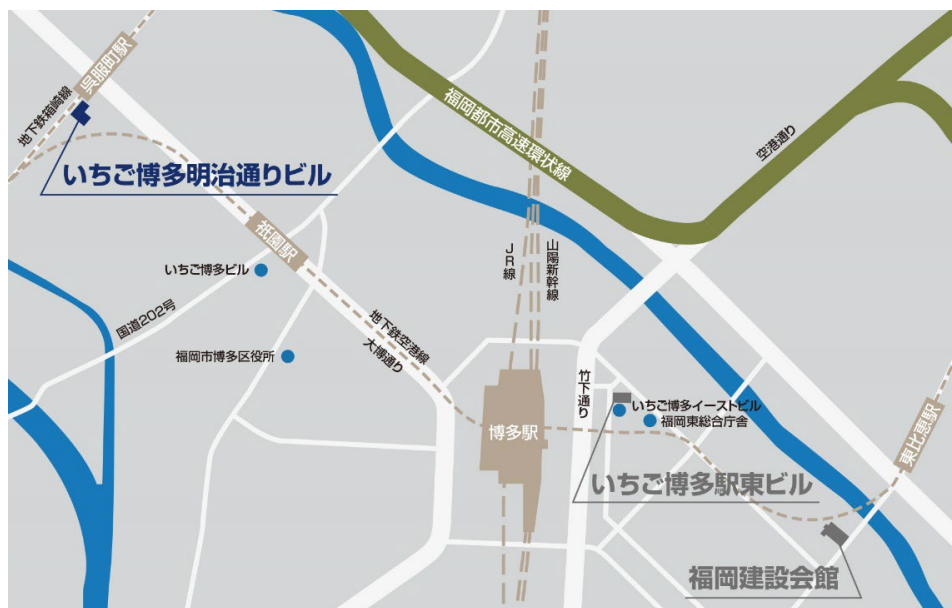 呉服町駅
地下鉄箱崎線
いちご博多明治通りビル
福岡都市高速環状線
空港通り
祇園駅
いちご博多ビル
国道202号
福岡市博多区役所
地下鉄空港線
大博通り
JR線
山陽新幹線
竹下通り
博多駅
いちご博多イーストビル
福岡東総合庁舎
いちご博多駅東ビル
東比恵駅
福岡建設会館